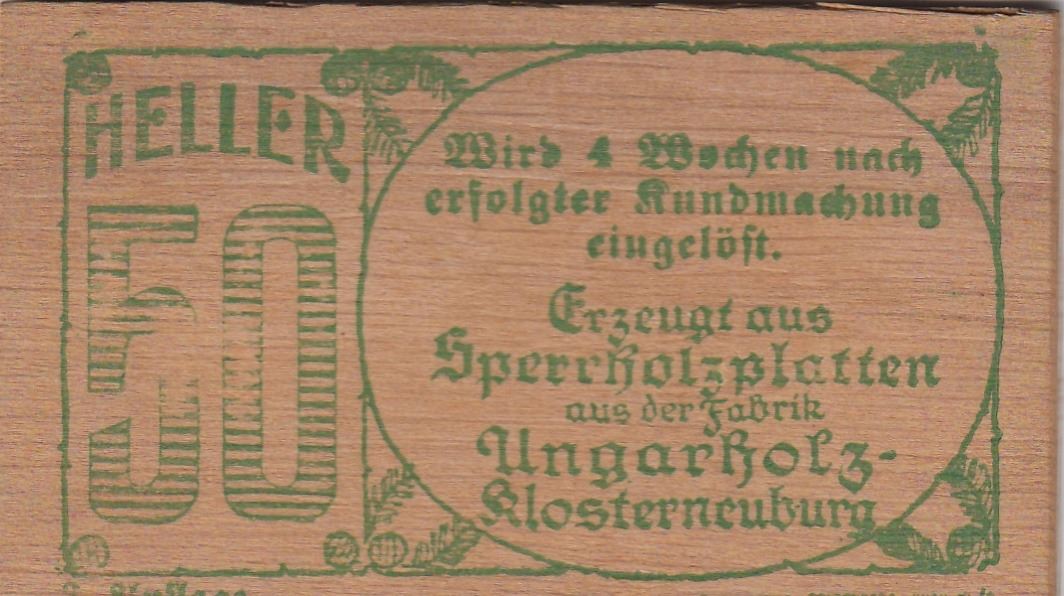 HELLER
50
Wird 4 Wochen nach
erfolgter Kundmachung
eingelöst.
Erzeugt aus
Sperrholzplatten
aus der Fabrik
Ungarholz-
Klosterneuburg